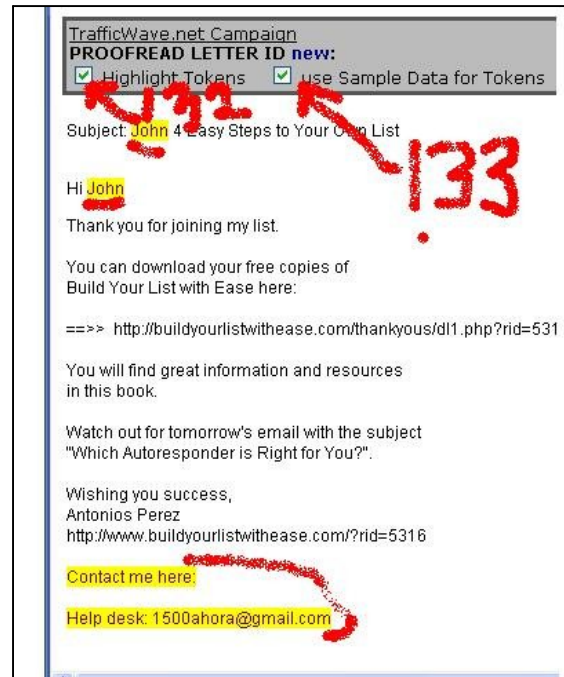 TrafficWave.net Campaign
PROOFREAD LETTER ID new:
Highlight Tokens use Sample Data for Tokens
132
133
Subject: John 4 Easy Steps to Your Own List
Hi John
Thank you for joining my list.
You can download your free copies of
Build Your List with Ease here:
==>> http://buildyourlistwithease.com/thankyous/dl1.php?rid=531
You will find great information and resources
in this book.
Watch out for tomorrow's email with the subject
"Which Autoresponder is Right for You?".
Wishing you success,
Antonios Perez
http://www.buildyourlistwithease.com/?rid=5316
Contact me here:
Help desk: 1500ahora@gmail.com